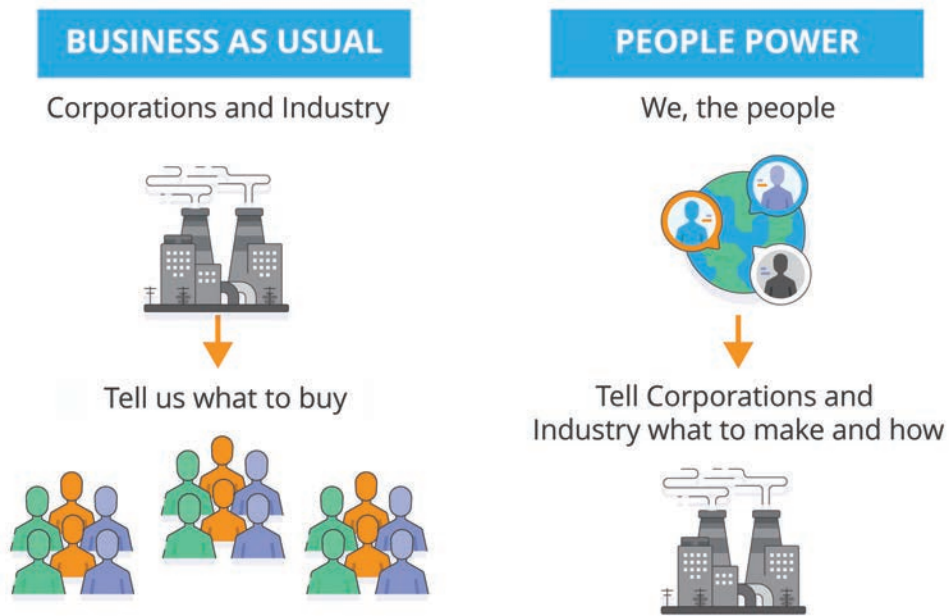 BUSINESS AS USUAL
Corporations and Industry
Tell us what to buy
PEOPLE POWER
We, the people
Tell Corporations and
Industry what to make and how